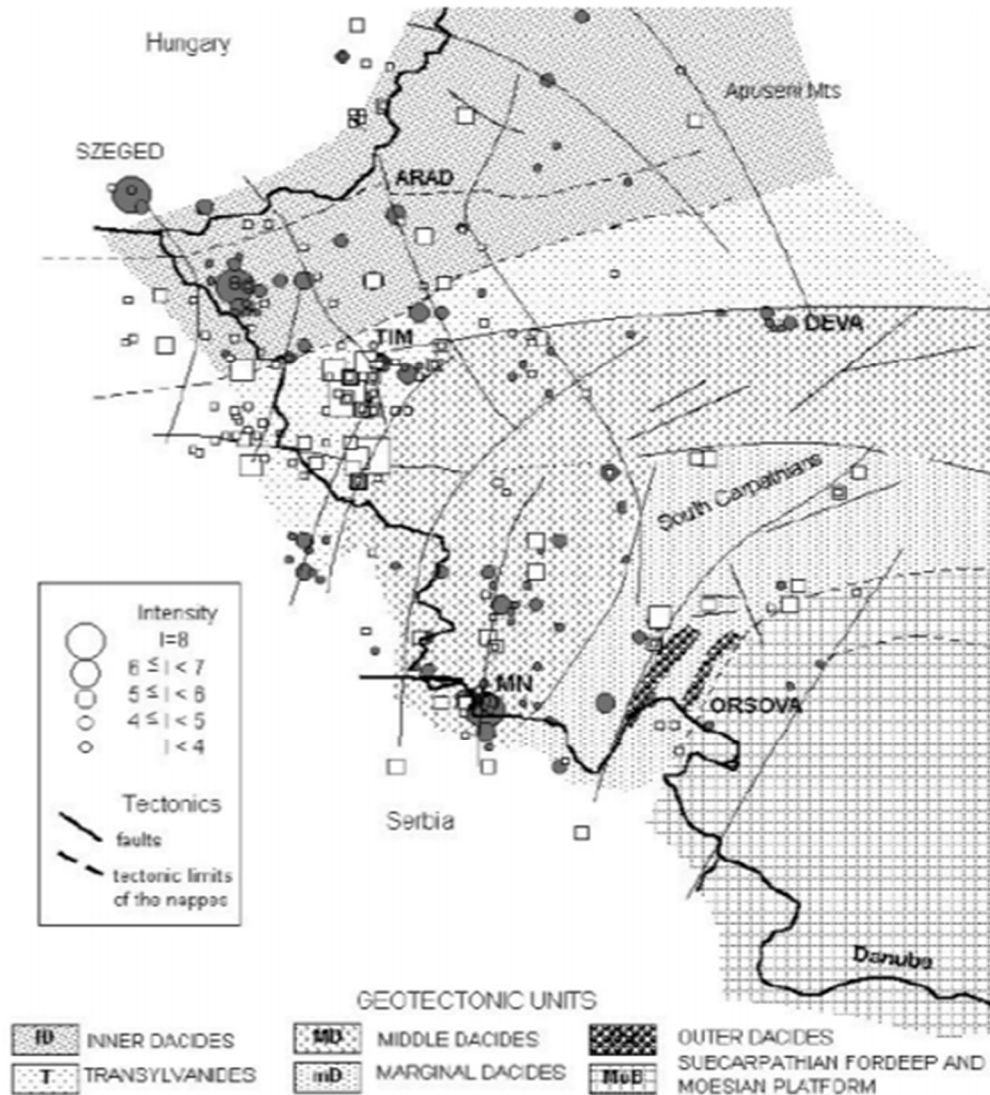 Hungary
Apuseni Mts
SZEGED
ARAD
TIM
DEVA
South Carpathians
MN
ORSOVA
Serbia
Danube
Intensity
I=8
6 ≤ I < 7
5 ≤ I < 6
4 ≤ I < 5
I < 4
Tectonics
faults
tectonic limits
of the nappes
GEOTECTONIC UNITS
ID INNER DACIDES
MD MIDDLE DACIDES
OUTER DACIDES
T TRANSYLVANIDES
mD MARGINAL DACIDES
MoB SUBCARPATHIAN FORDEEP AND
MOESIAN PLATFORM